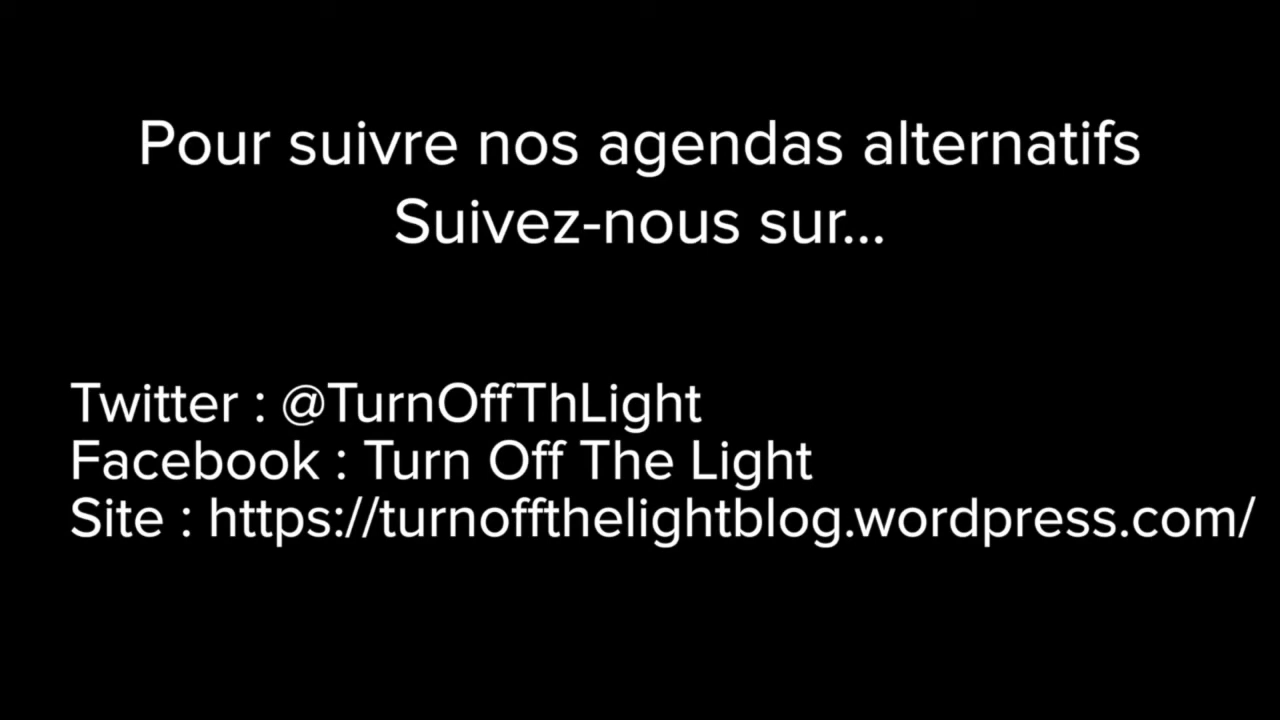 Pour suivre nos agendas alternatifs
Suivez-nous sur...
Twitter : @TurnOffThLight
Facebook : Turn Off The Light
Site : https://turnoffthelightblog.wordpress.com/